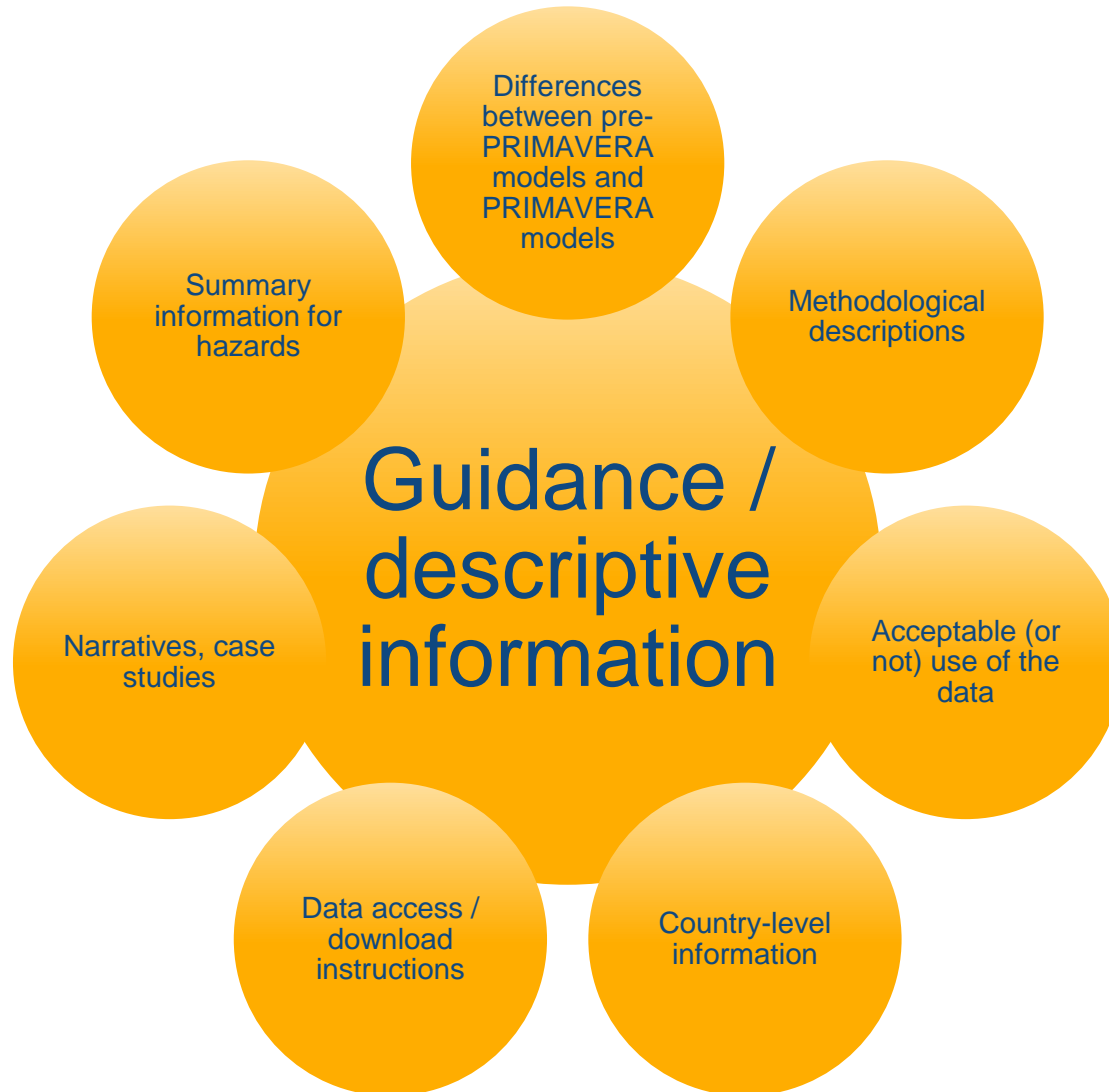 Differences
between pre-
PRIMAVERA
models and
PRIMAVERA
models
Methodological
descriptions
Acceptable (or
not) use of the
data
Country-level
information
Data access /
download
instructions
Narratives, case
studies
Summary
information for
hazards
Guidance /
descriptive
information